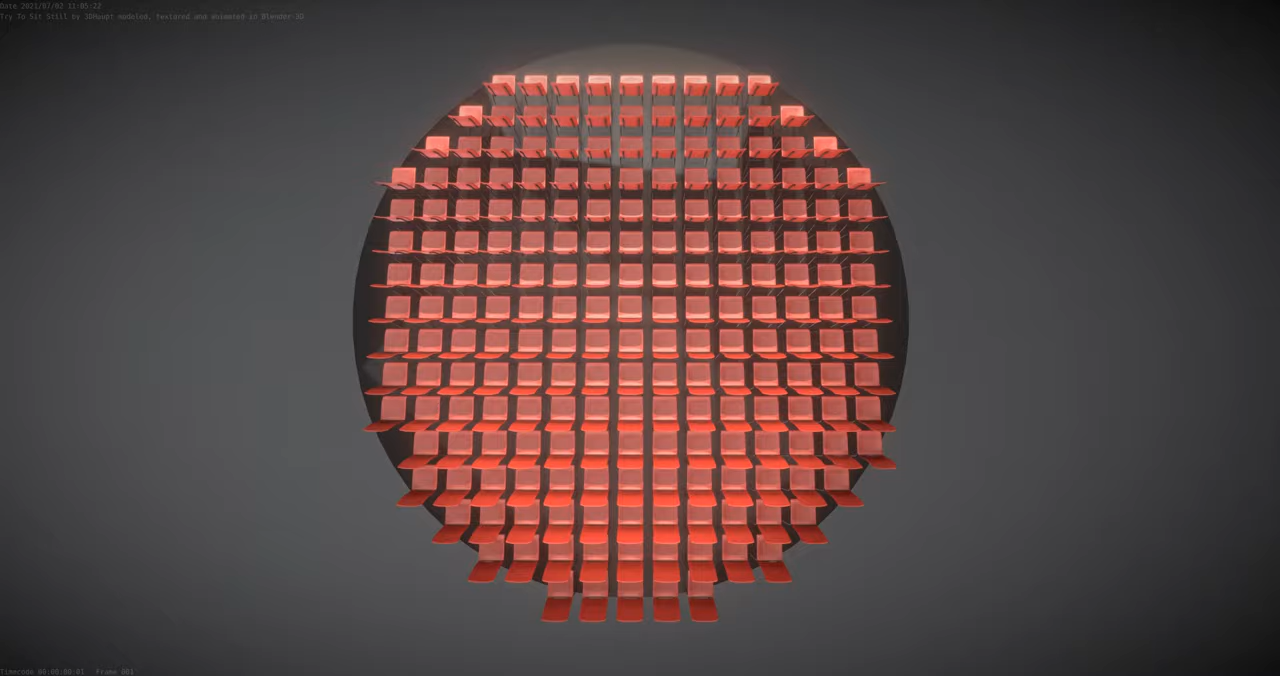 Date 2021/07/02 11:05:22
Try To Sit Still by 3DHaupt modeled, textured and animated in Blender-3D
Timecode 00:00:00:01 Frame 001